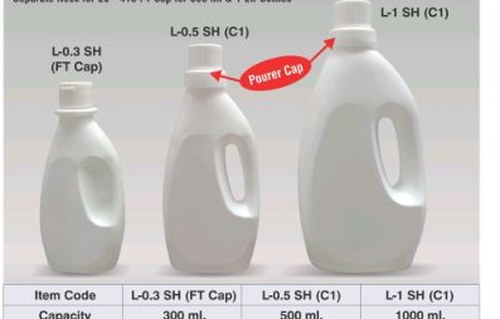 L-1 SH (C1)
L-0.5 SH (C1)
L-0.3 SH
(FT Cap)
Pourer Cap
Item Code L-0.3 SH (FT Cap) L-0.5 SH (C1) L-1 SH (C1)
Capacity 300 ml. 500 ml. 1000 ml.